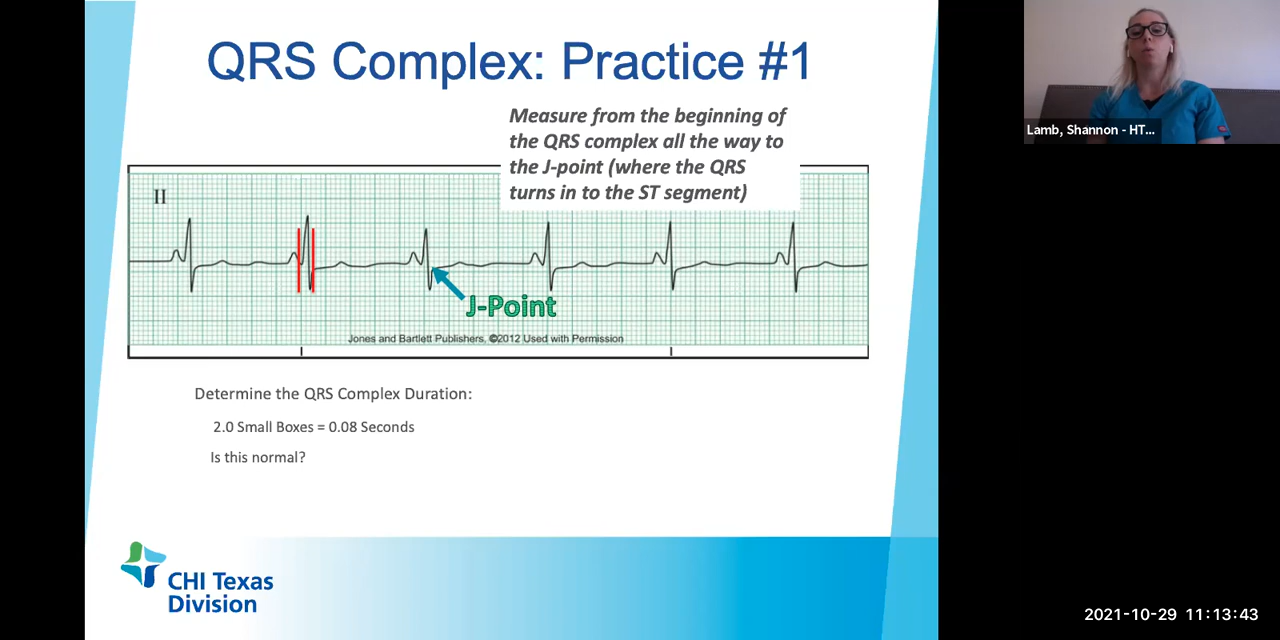 QRS Complex: Practice #1
Measure from the beginning of
the QRS complex all the way to
the J-point (where the QRS
turns in to the ST segment)
Lamb, Shannon - HT...
II
J-Point
Jones and Bartlett Publishers, ©2012 Used with Permission
Determine the QRS Complex Duration:
2.0 Small Boxes = 0.08 Seconds
Is this normal?
CHI Texas
Division
2021-10-29 11:13:43